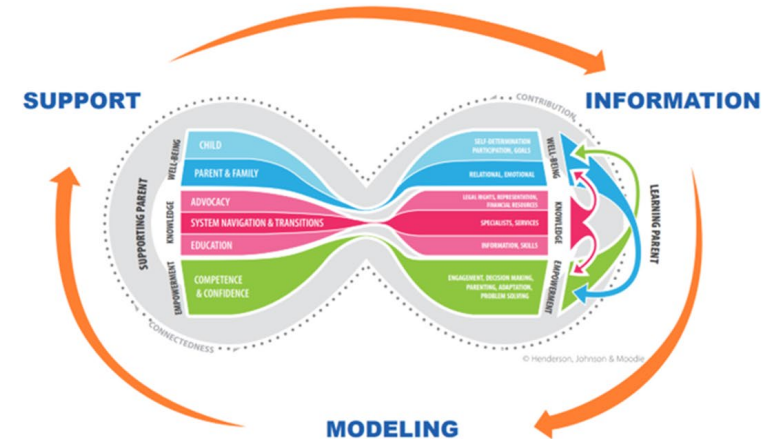 SUPPORT
INFORMATION
CONTRIBUTION
CONNECTEDNESS
SUPPORTING PARENT
WELL-BEING
KNOWLEDGE
EMPOWERMENT
CHILD
PARENT & FAMILY
ADVOCACY
SYSTEM NAVIGATION & TRANSITIONS
EDUCATION
COMPETENCE
& CONFIDENCE
SELF-DETERMINATION
PARTICIPATION, GOALS
RELATIONAL, EMOTIONAL
LEGAL RIGHTS, REPRESENTATION,
FINANCIAL RESOURCES
SPECIALISTS, SERVICES
INFORMATION, SKILLS
ENGAGEMENT, DECISION MAKING,
PARENTING, ADAPTATION,
PROBLEM SOLVING
WELL-BEING
KNOWLEDGE
EMPOWERMENT
LEARNING PARENT
© Henderson, Johnson & Moodie
MODELING